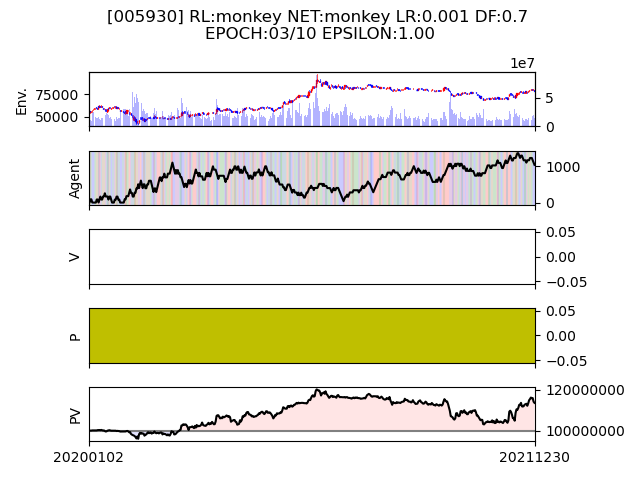 [005930] RL:monkey NET:monkey LR:0.001 DF:0.7
EPOCH:03/10 EPSILON:1.00
1e7
Env.
75000
50000
5
0
Agent
1000
0
V
0.05
0.00
−0.05
P
0.05
0.00
−0.05
PV
120000000
100000000
20200102
20211230